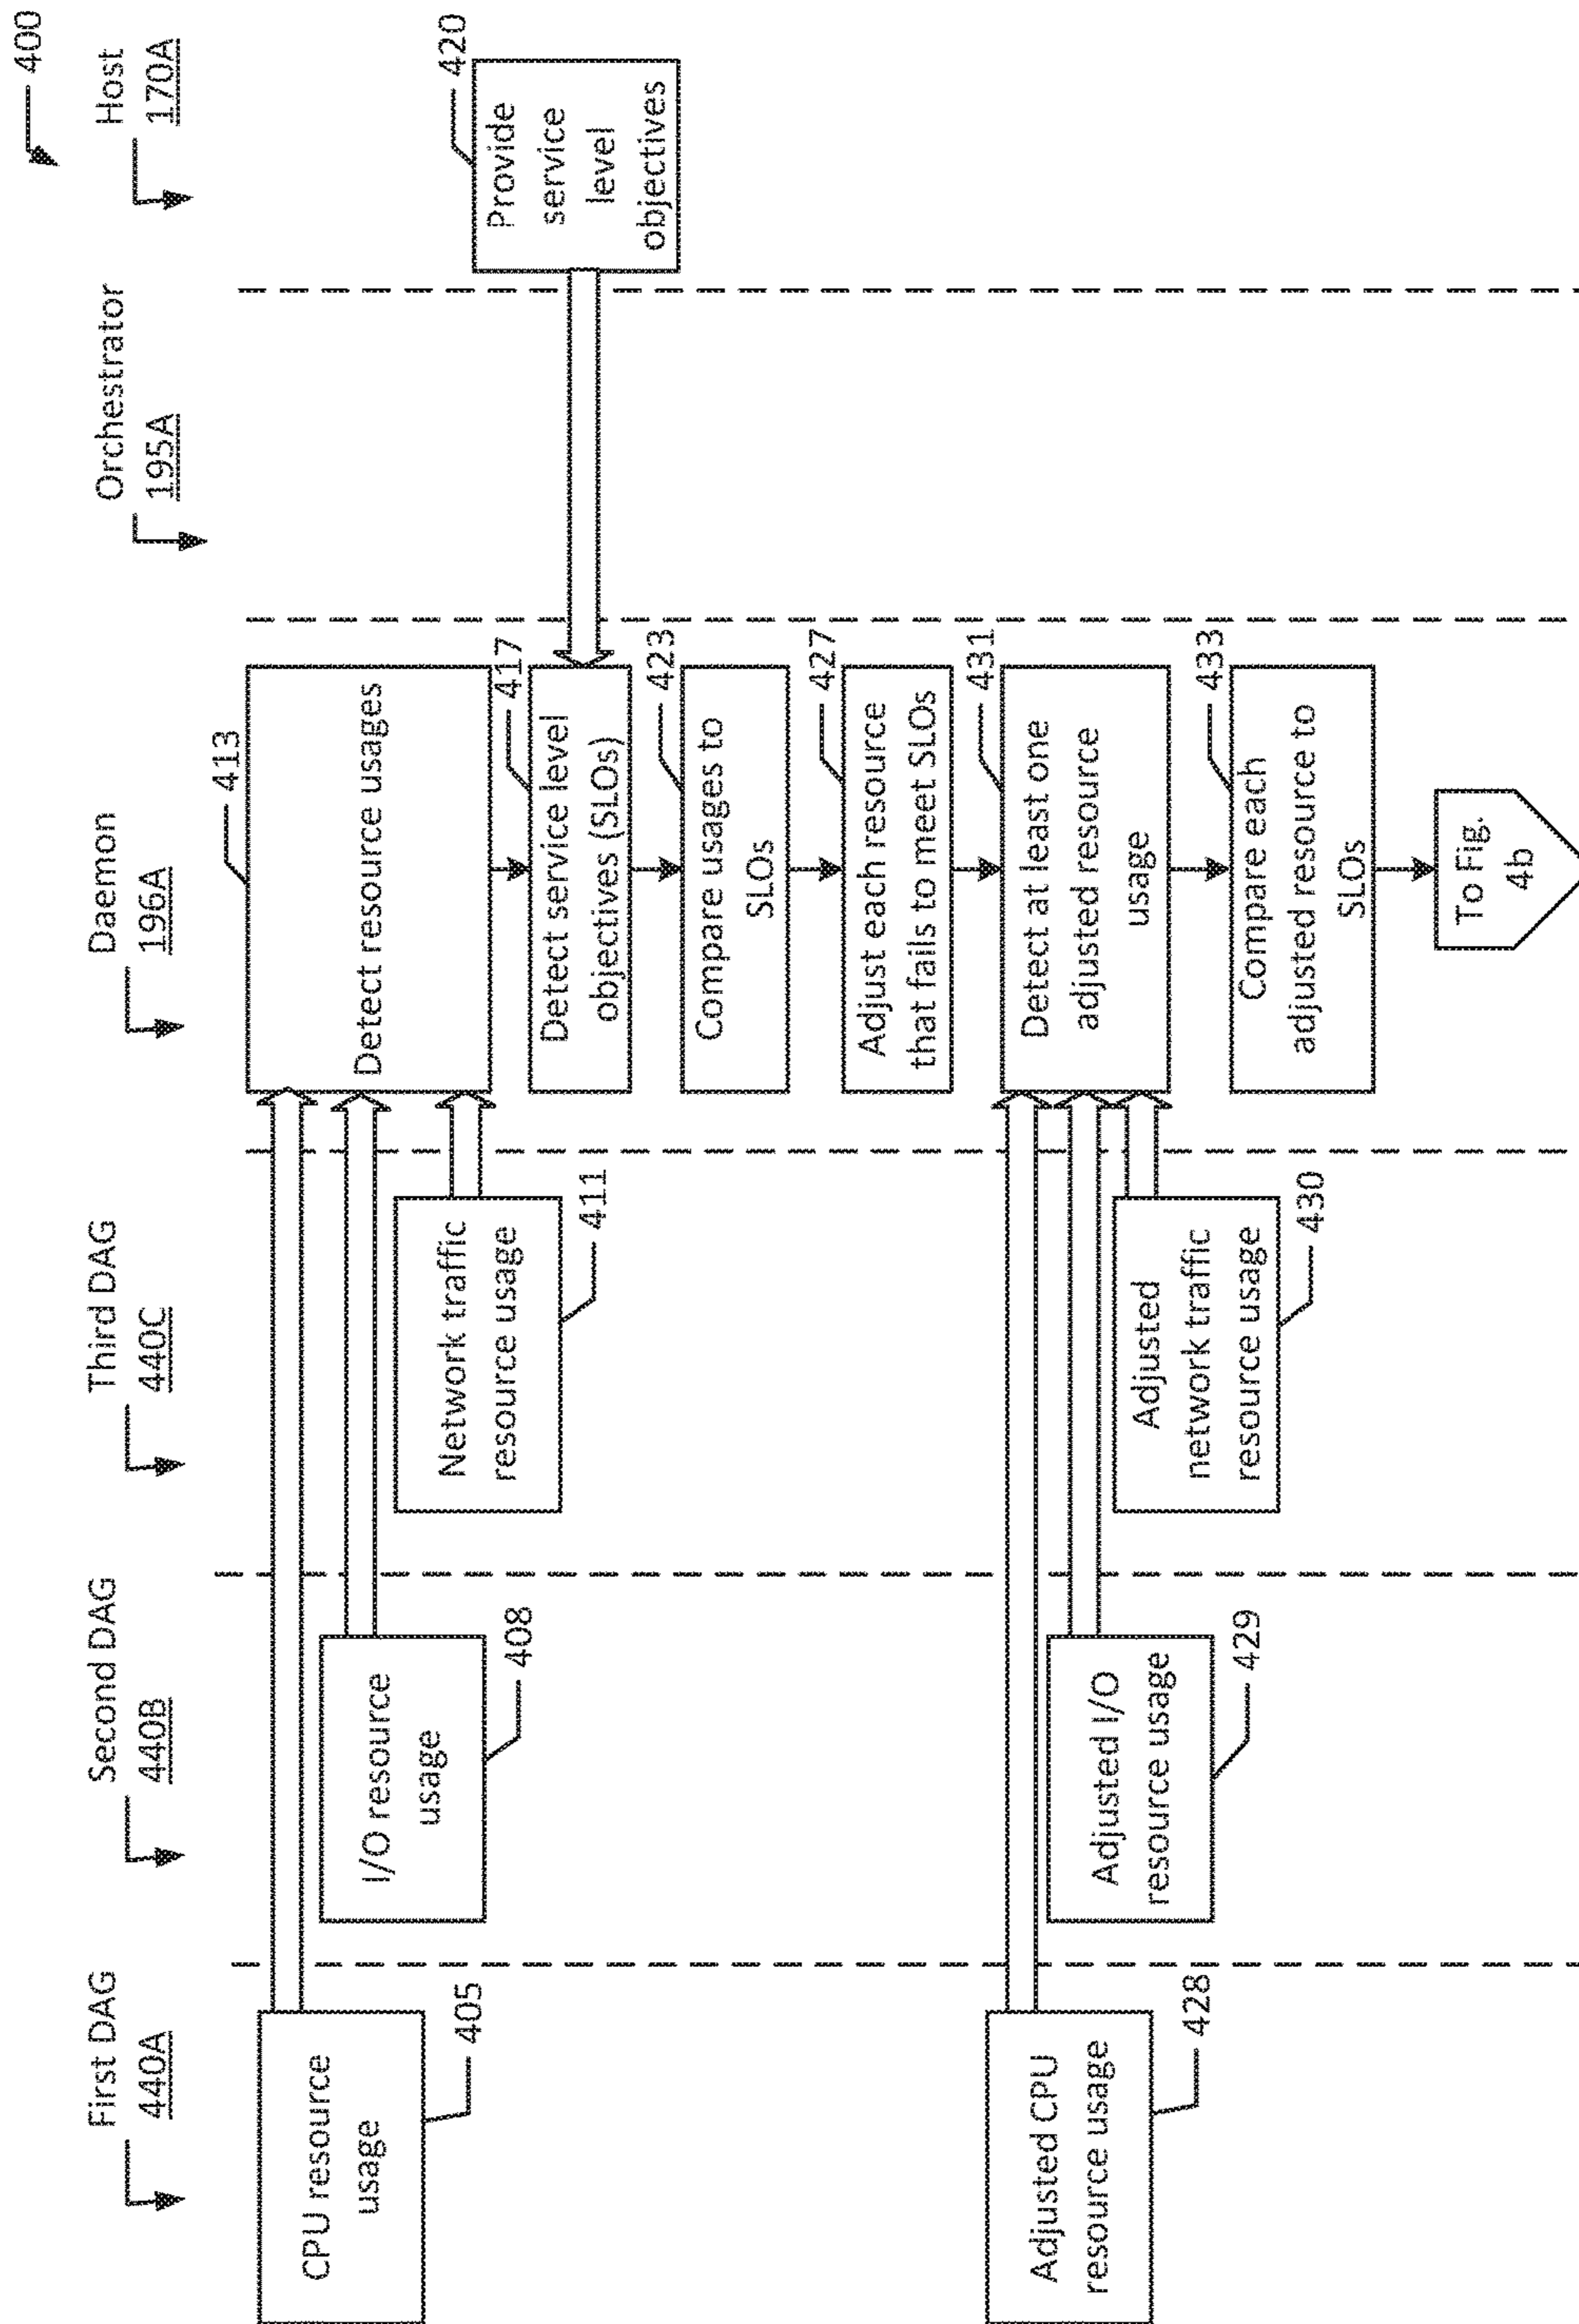 400
First DAG
440A
Second DAG
440B
Third DAG
440C
Daemon
196A
Orchestrator
195A
Host
170A
CPU resource
usage
405
I/O resource
usage
408
Network traffic
resource usage
411
413
Detect resource usages
417
Detect service level
objectives (SLOs)
420
Provide
service
level
objectives
423
Compare usages to
SLOs
427
Adjust each resource
that fails to meet SLOs
Adjusted CPU
resource usage
428
Adjusted I/O
resource usage
429
Adjusted
network traffic
resource usage
430
431
Detect at least one
adjusted resource
usage
433
Compare each
adjusted resource to
SLOs
To Fig.
4b